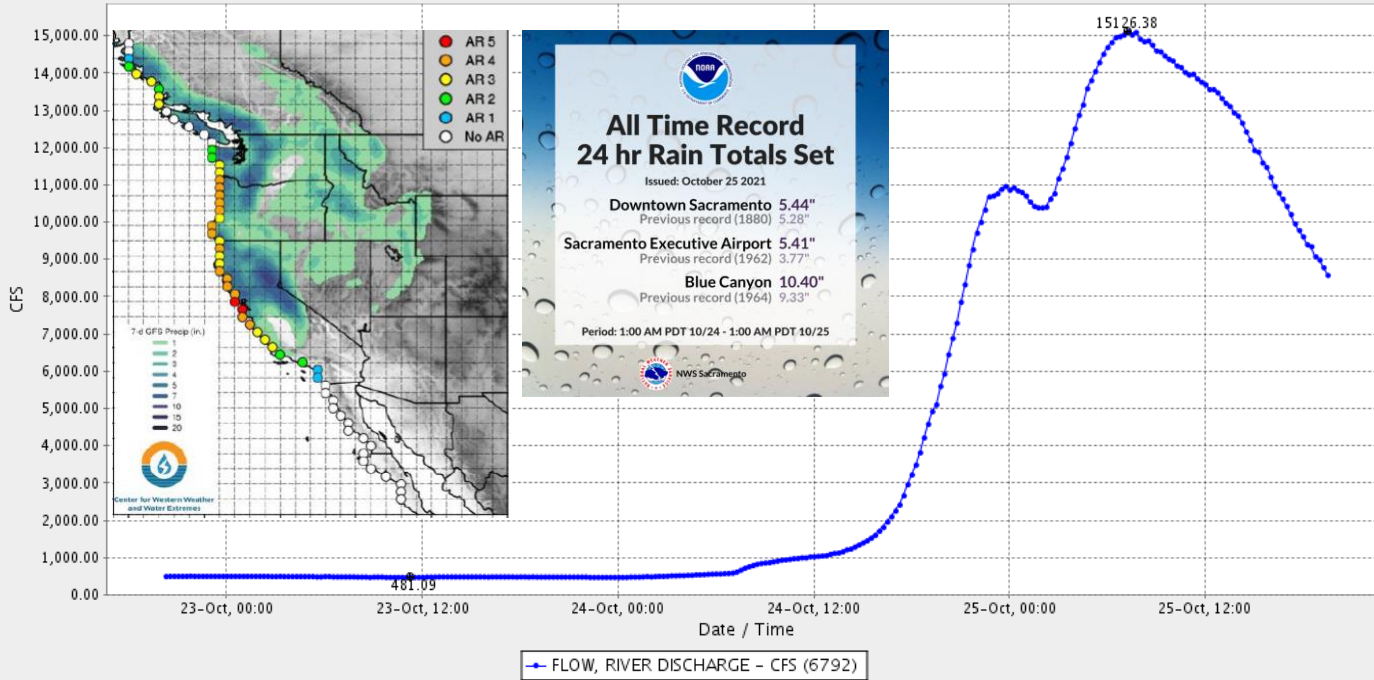 15126.38
15,000.00
14,000.00
13,000.00
12,000.00
11,000.00
10,000.00
9,000.00
8,000.00
7,000.00
6,000.00
5,000.00
4,000.00
3,000.00
2,000.00
1,000.00
0.00
CFS
AR 5
AR 4
AR 3
AR 2
AR 1
No AR
7-d GFS Precip (in.)
1
2
3
4
5
7
10
15
20
Center for Western Weather
and Water Extremes
NOAA
All Time Record
24 hr Rain Totals Set
Issued: October 25 2021
Downtown Sacramento 5.44"
Previous record (1880) 5.28"
Sacramento Executive Airport 5.41"
Previous record (1962) 3.77"
Blue Canyon 10.40"
Previous record (1964) 9.33"
Period: 1:00 AM PDT 10/24 - 1:00 AM PDT 10/25
NWS Sacramento
481.09
23-Oct, 00:00 23-Oct, 12:00 24-Oct, 00:00 24-Oct, 12:00 25-Oct, 00:00 25-Oct, 12:00
Date / Time
FLOW, RIVER DISCHARGE - CFS (6792)